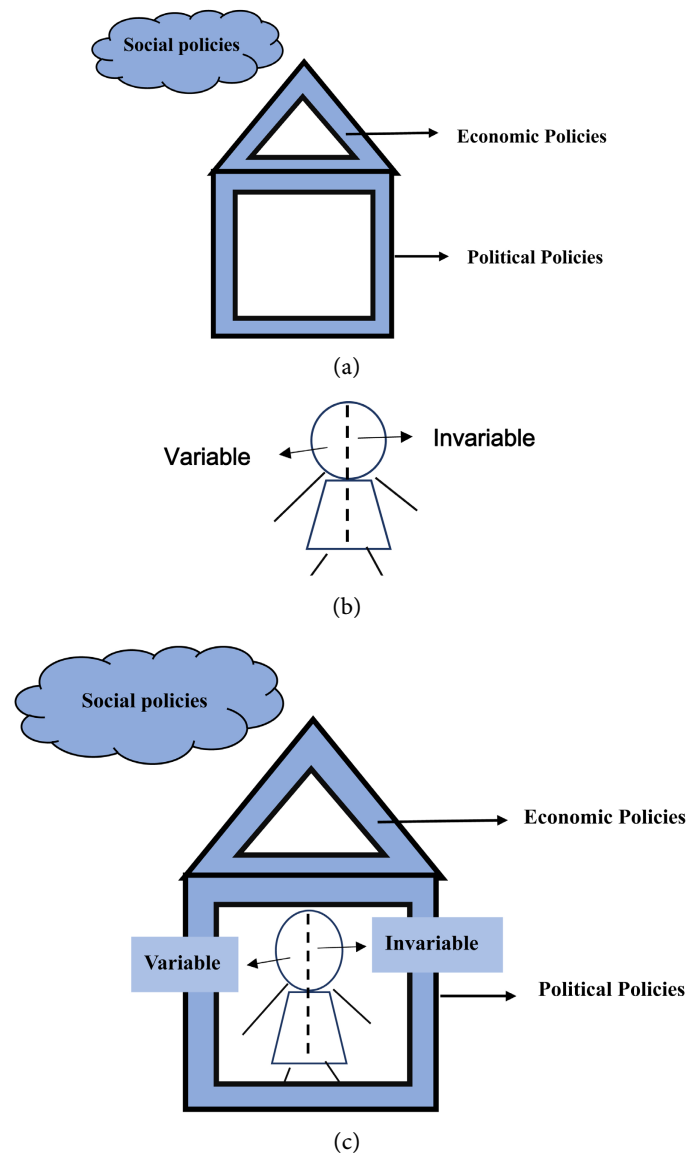 Social policies
Economic Policies
Political Policies
(a)
Variable
Invariable
(b)
Social policies
Economic Policies
Variable
Invariable
Political Policies
(c)